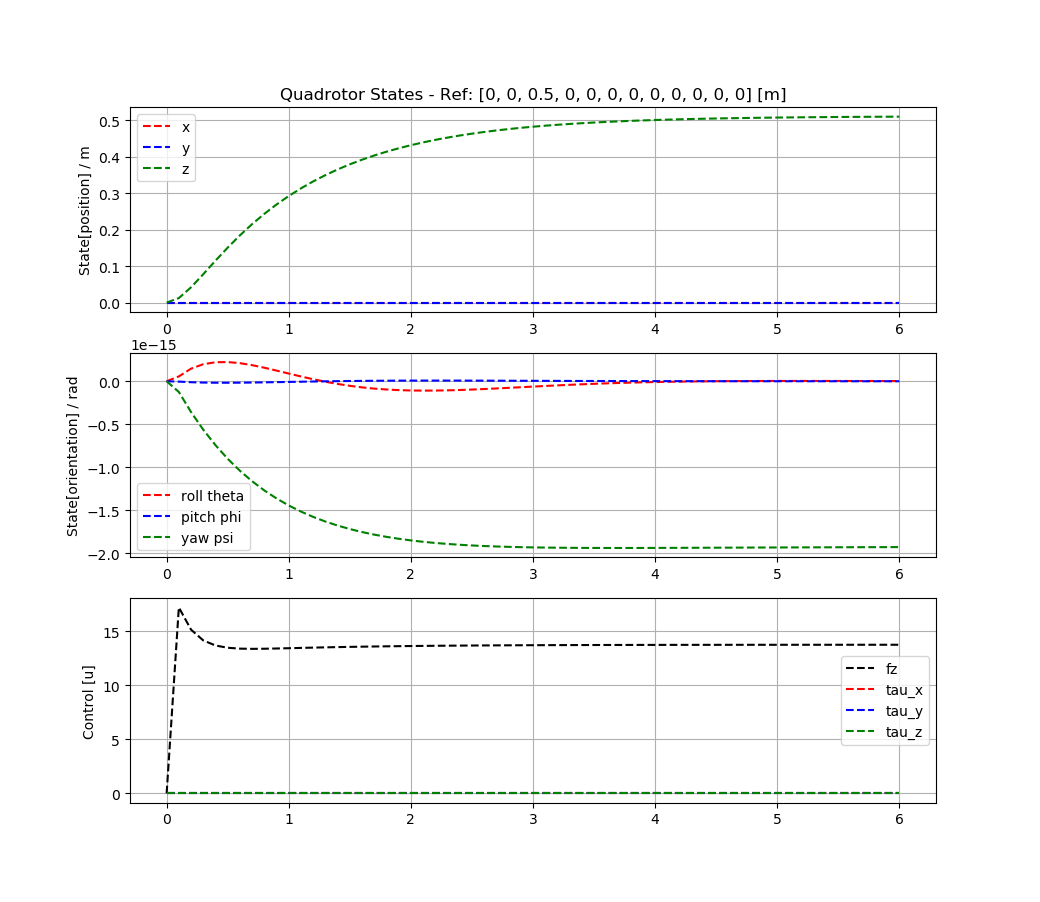 Quadrotor States - Ref: [0, 0, 0.5, 0, 0, 0, 0, 0, 0, 0, 0, 0] [m]
State[position] / m
0.5
0.4
0.3
0.2
0.1
0.0
x
y
z
0 1 2 3 4 5 6
1e−15
State[orientation] / rad
0.0
−0.5
−1.0
−1.5
−2.0
roll theta
pitch phi
yaw psi
0 1 2 3 4 5 6
Control [u]
15
10
5
0
fz
tau_x
tau_y
tau_z
0 1 2 3 4 5 6